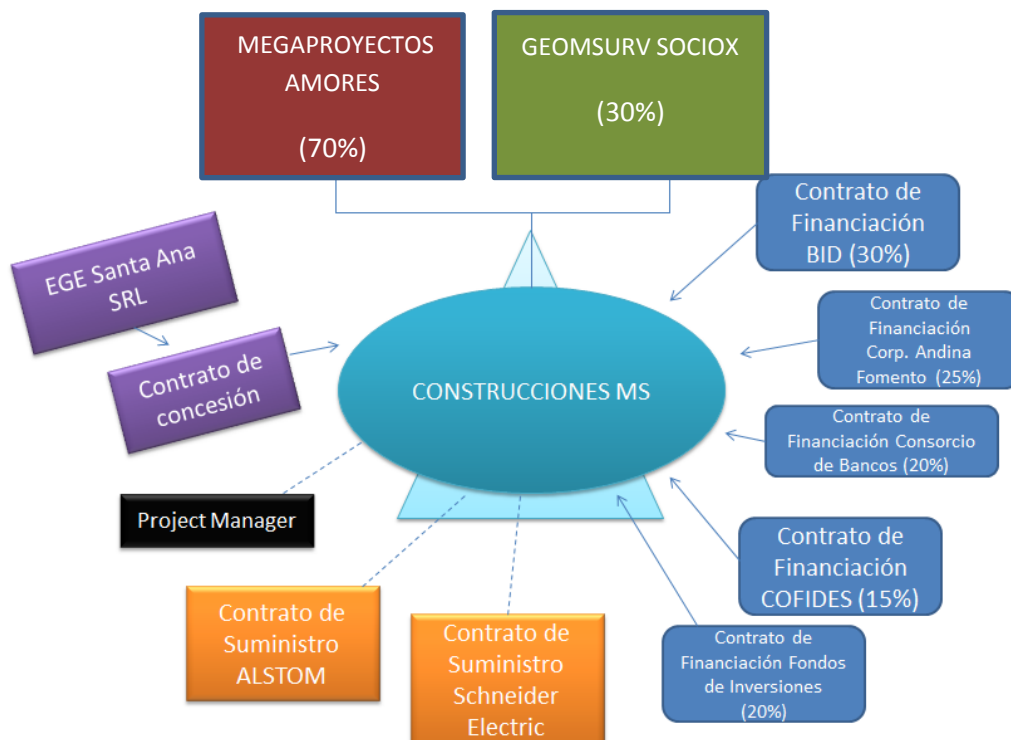 MEGAPROYECTOS
AMORES
(70%)
GEOMSURV SOCIOX
(30%)
Contrato de
Financiación
BID (30%)
EGE Santa Ana
SRL
Contrato de
Financiación
Corp. Andina
Fomento (25%)
Contrato de
concesión
CONSTRUCCIONES MS
Contrato de
Financiación Consorcio
de Bancos (20%)
Project Manager
Contrato de
Financiación
COFIDES (15%)
Contrato de
Suministro
ALSTOM
Contrato de
Suministro
Schneider
Electric
Contrato de
Financiación Fondos
de Inversiones
(20%)